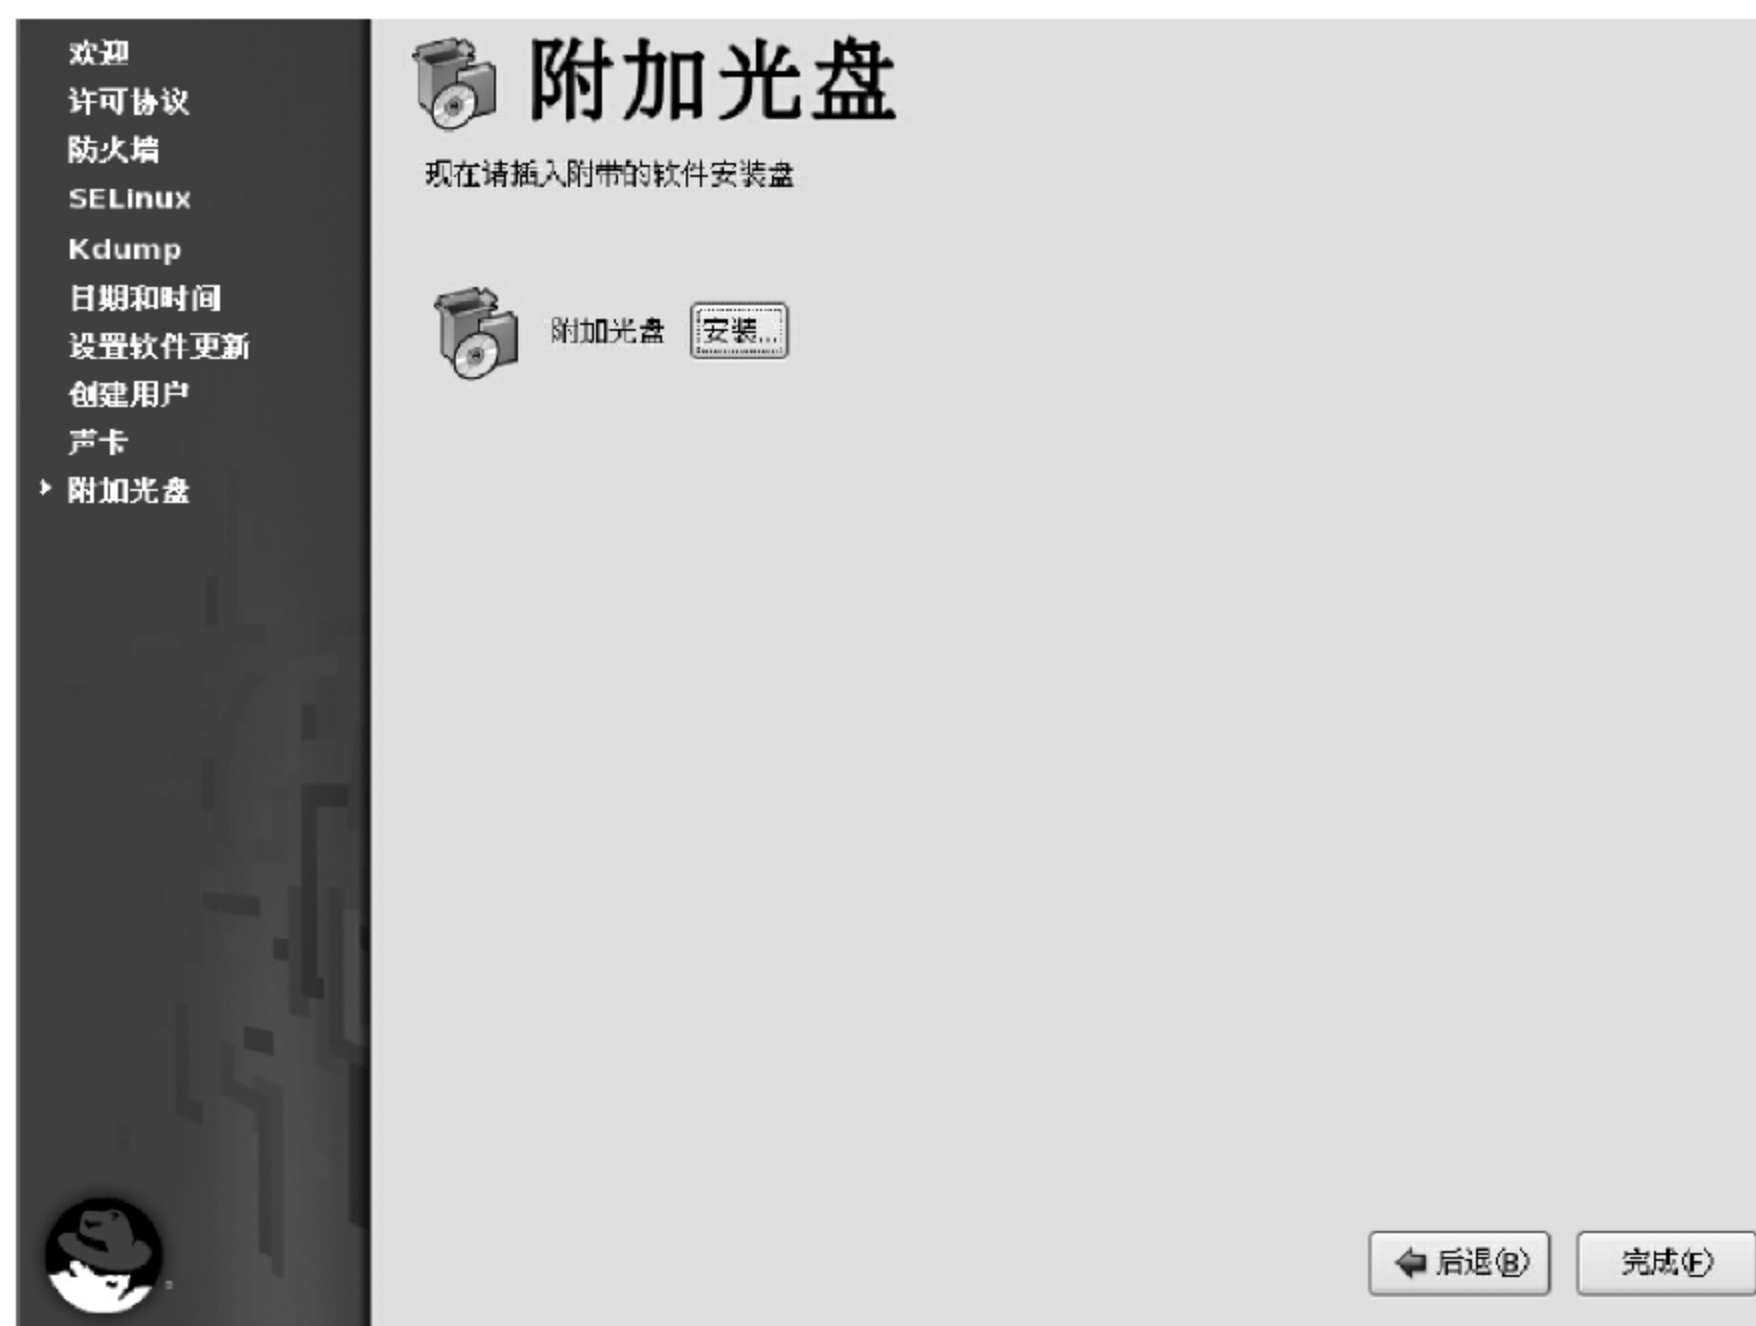 欢迎
许可协议
防火墙
SELinux
Kdump
日期和时间
设置软件更新
创建用户
声卡
附加光盘
附加光盘
现在请插入附带的软件安装盘
附加光盘 安装...
后退(B) 完成(F)